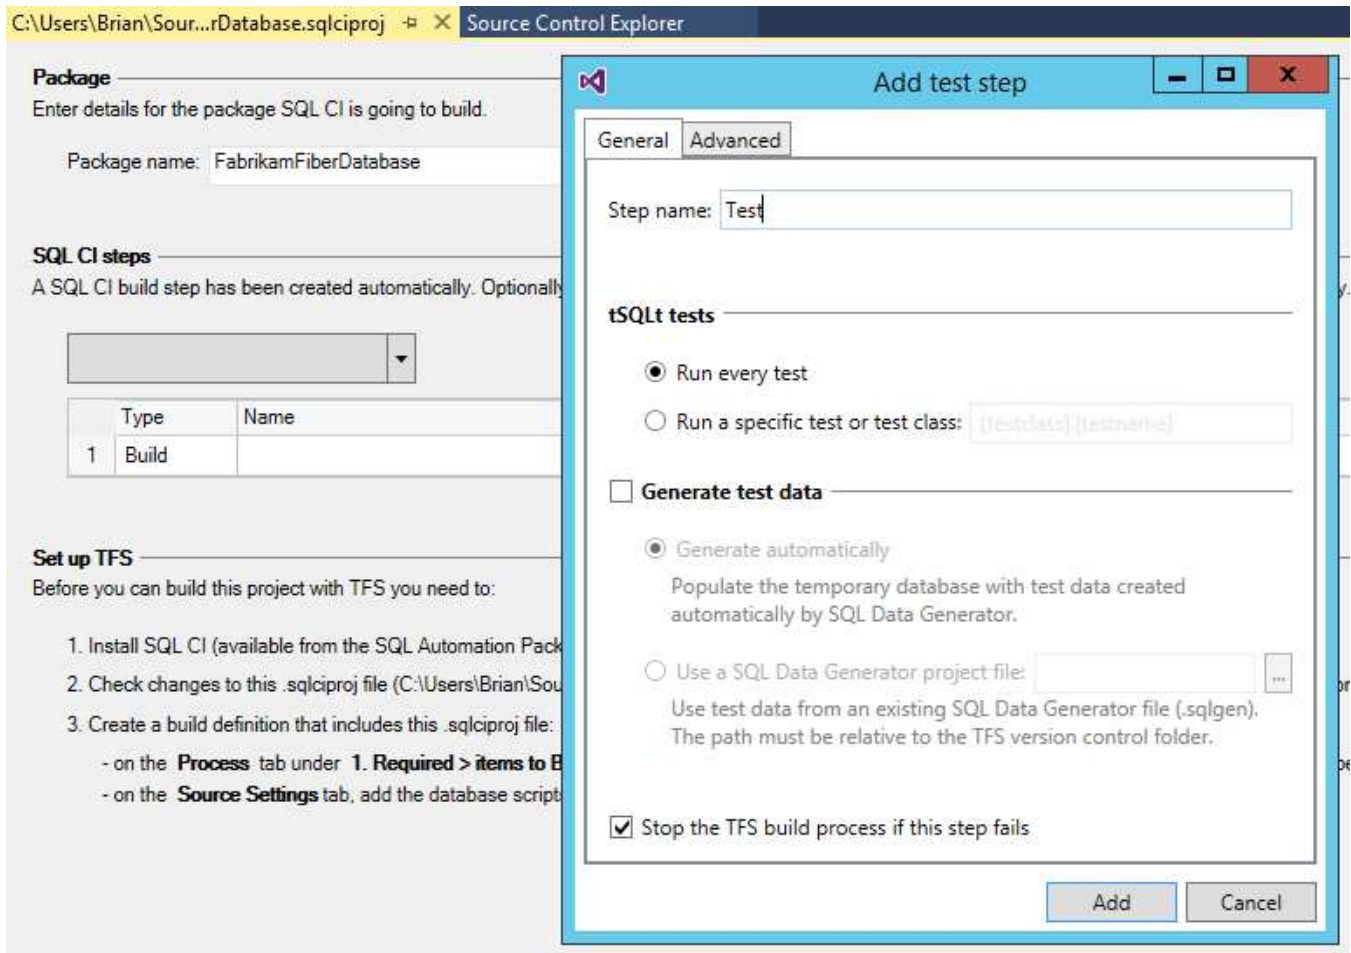 C:\Users\Brian\Sour...rDatabase.sqlciproj
Source Control Explorer
Package
Enter details for the package SQL CI is going to build.
Package name: FabrikamFiberDatabase
SQL CI steps
A SQL CI build step has been created automatically. Optionally
y.
Type Name
1 Build
Set up TFS
Before you can build this project with TFS you need to:
1. Install SQL CI (available from the SQL Automation Pack
2. Check changes to this .sqlciproj file (C:\Users\Brian\Sou
3. Create a build definition that includes this .sqlciproj file:
- on the Process tab under 1. Required > items to B
- on the Source Settings tab, add the database script
Add test step
General Advanced
Step name: Test
tSQLt tests
Run every test
Run a specific test or test class: [testclass].[testname]
Generate test data
Generate automatically
Populate the temporary database with test data created
automatically by SQL Data Generator.
Use a SQL Data Generator project file: ...
Use test data from an existing SQL Data Generator file (.sqlgen).
The path must be relative to the TFS version control folder.
Stop the TFS build process if this step fails
Add Cancel